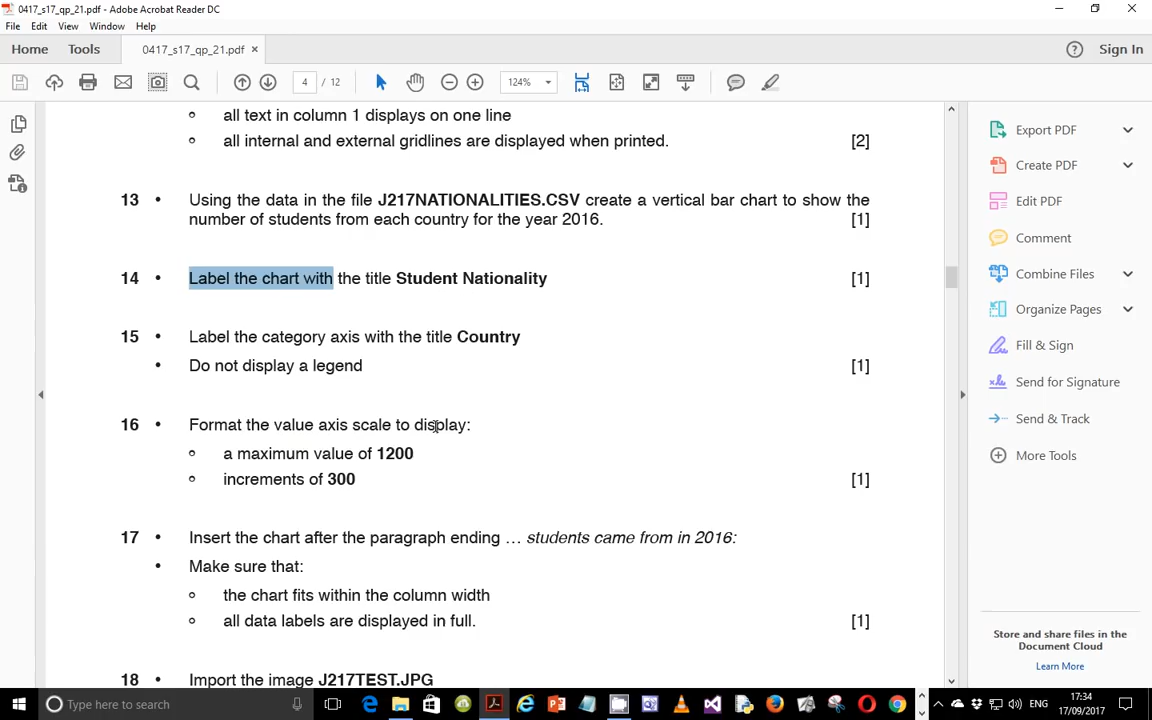 0417_s17_qp_21.pdf - Adobe Acrobat Reader DC
File Edit View Window Help
Home Tools 0417_s17_qp_21.pdf × Sign In
4 / 12 124%
all text in column 1 displays on one line
all internal and external gridlines are displayed when printed. [2]
13 • Using the data in the file J217NATIONALITIES.CSV create a vertical bar chart to show the
number of students from each country for the year 2016. [1]
14 • Label the chart with the title Student Nationality [1]
15 • Label the category axis with the title Country
• Do not display a legend [1]
16 • Format the value axis scale to display:
a maximum value of 1200
increments of 300 [1]
17 • Insert the chart after the paragraph ending … students came from in 2016:
• Make sure that:
the chart fits within the column width
all data labels are displayed in full. [1]
18 • Import the image J217TEST.JPG
Export PDF
Create PDF
Edit PDF
Comment
Combine Files
Organize Pages
Fill & Sign
Send for Signature
Send & Track
More Tools
Store and share files in the
Document Cloud
Learn More
Type here to search
ENG
17:34
17/09/2017